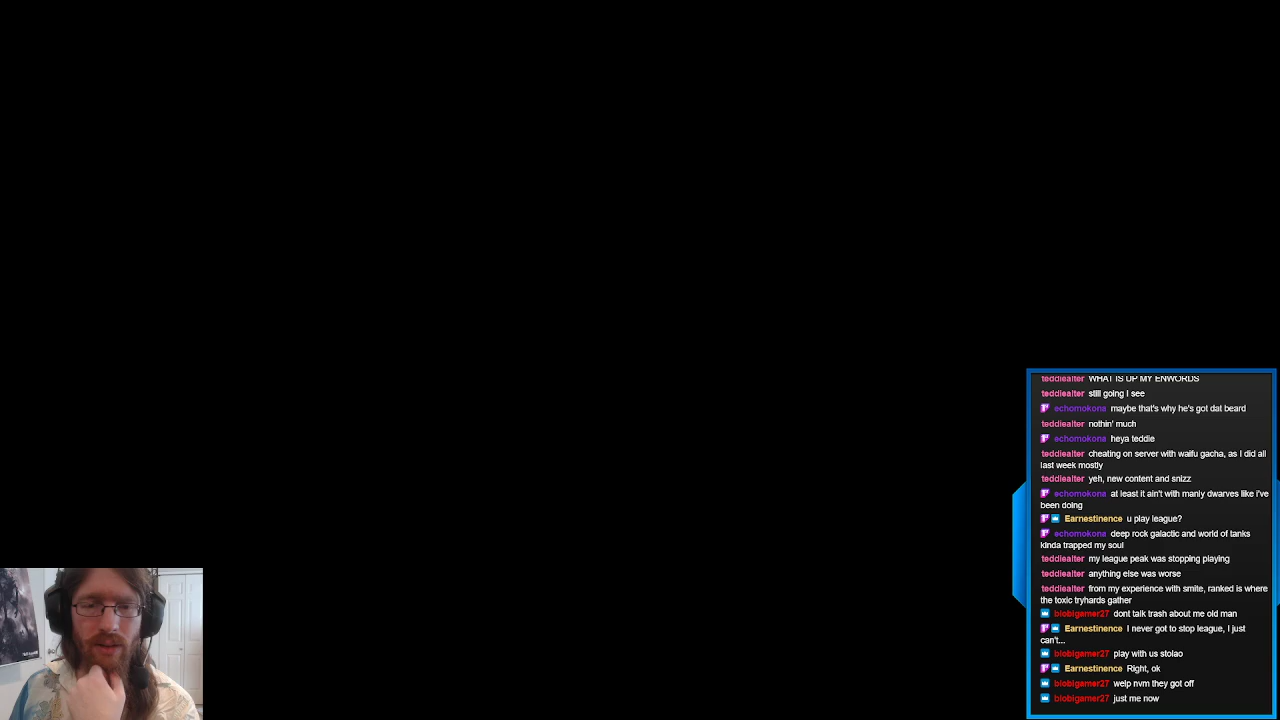 teddiealter WHAT IS UP MY ENWORDS
teddiealter still going I see
echomokona maybe that's why he's got dat beard
teddiealter nothin' much
echomokona heya teddie
teddiealter cheating on server with waifu gacha, as I did all
last week mostly
teddiealter yeh, new content and snizz
echomokona at least it ain't with manly dwarves like i've
been doing
Earnestinence u play league?
echomokona deep rock galactic and world of tanks
kinda trapped my soul
teddiealter my league peak was stopping playing
teddiealter anything else was worse
teddiealter from my experience with smite, ranked is where
the toxic tryhards gather
blobigamer27 dont talk trash about me old man
Earnestinence I never got to stop league, I just
can't...
blobigamer27 play with us stolao
Earnestinence Right, ok
blobigamer27 welp nvm they got off
blobigamer27 just me now